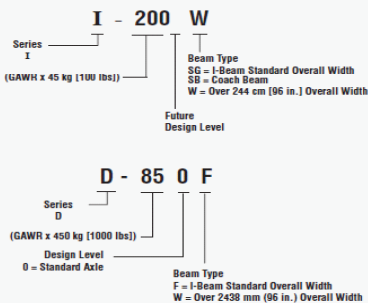 I - 200 W
Series
I
(GAWR x 45 kg [100 lbs])
Beam Type
SG = I-Beam Standard Overall Width
SB = Coach Beam
W = Over 244 cm [96 in.] Overall Width
Future
Design Level
D - 85 0 F
Series
D
(GAWR x 450 kg [1000 lbs])
Design Level
0 = Standard Axle
Beam Type
F = I-Beam Standard Overall Width
W = Over 2438 mm (96 in.) Overall Width